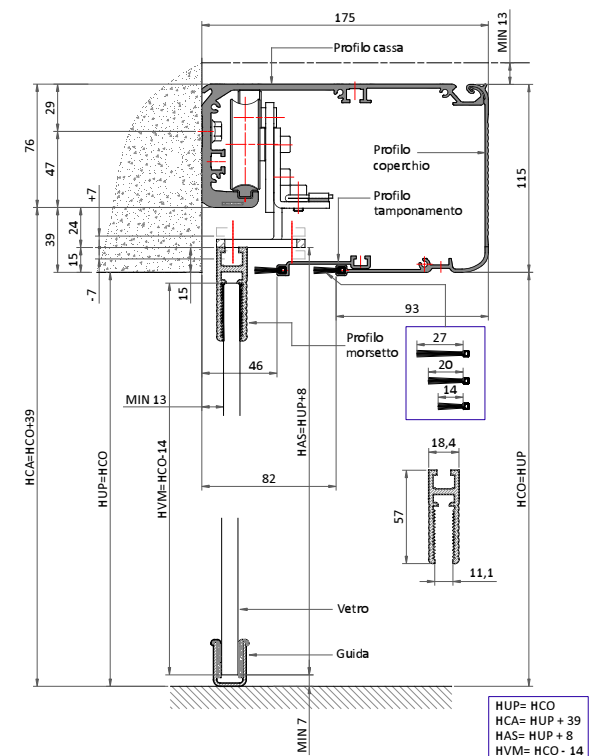 175
MIN 13
Profilo cassa
29
76
47
Profilo
coperchio
115
+7
Profilo
tamponamento
24
39
15
-7
15
93
Profilo
morsetto
27
20
14
46
MIN 13
HCA=HCO+39
HUP=HCO
HVM=HCO-14
HAS=HUP+8
HCO=HUP
82
18,4
57
11,1
Vetro
Guida
MIN 7
HUP= HCO
HCA= HUP + 39
HAS= HUP + 8
HVM= HCO - 14